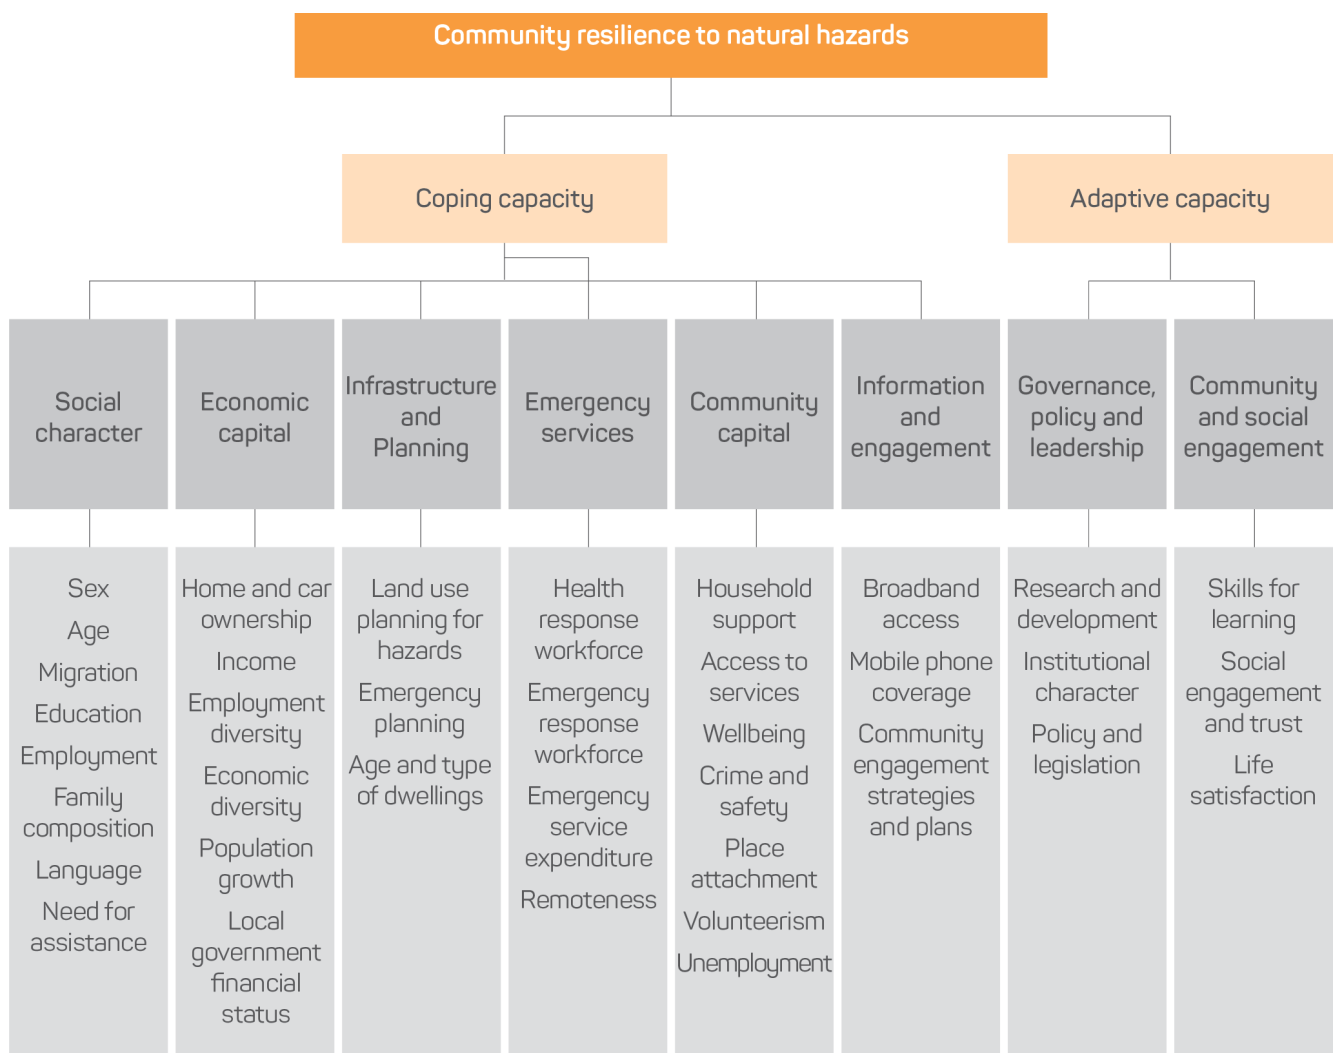 Community resilience to natural hazards
Coping capacity
Adaptive capacity
Social
character
Economic
capital
Infrastructure
and
Planning
Emergency
services
Community
capital
Information
and
engagement
Governance,
policy and
leadership
Community
and social
engagement
Sex
Age
Migration
Education
Employment
Family
composition
Language
Need for
assistance
Home and car
ownership
Income
Employment
diversity
Economic
diversity
Population
growth
Local
government
financial
status
Land use
planning for
hazards
Emergency
planning
Age and type
of dwellings
Health
response
workforce
Emergency
response
workforce
Emergency
service
expenditure
Remoteness
Household
support
Access to
services
Wellbeing
Crime and
safety
Place
attachment
Volunteerism
Unemployment
Broadband
access
Mobile phone
coverage
Community
engagement
strategies
and plans
Research and
development
Institutional
character
Policy and
legislation
Skills for
learning
Social
engagement
and trust
Life
satisfaction